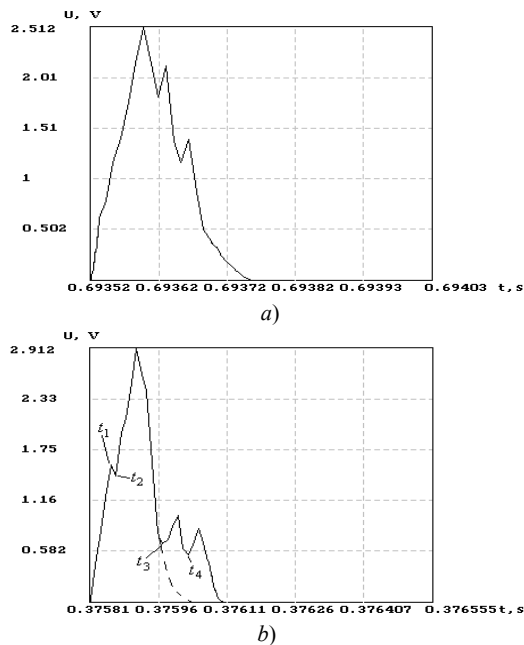 U, V
2.512
2.01
1.51
1
0.502
0.69352 0.69362 0.69372 0.69382 0.69393 0.69403 t,s
a)
U, V
2.912
2.33
1.75
1.16
0.582
t1
t2
t3
t4
0.37581 0.37596 0.37611 0.37626 0.376407 0.376555t,s
b)